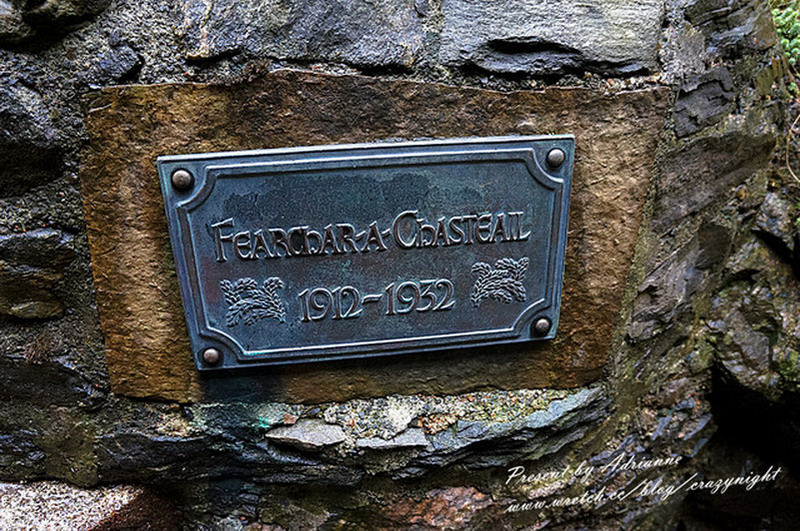 FEARCHAR-A-CHASTEAIL
1912-1932
Present by Adrianne
www.wretch.cc/blog/crazynight